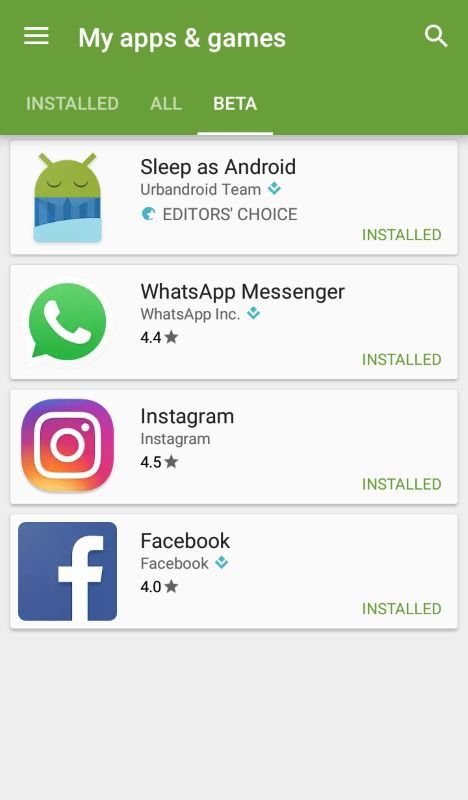 My apps & games
INSTALLED ALL BETA
Sleep as Android
Urbandroid Team
EDITORS' CHOICE
INSTALLED
WhatsApp Messenger
WhatsApp Inc.
4.4
INSTALLED
Instagram
Instagram
4.5
INSTALLED
Facebook
Facebook
4.0
INSTALLED